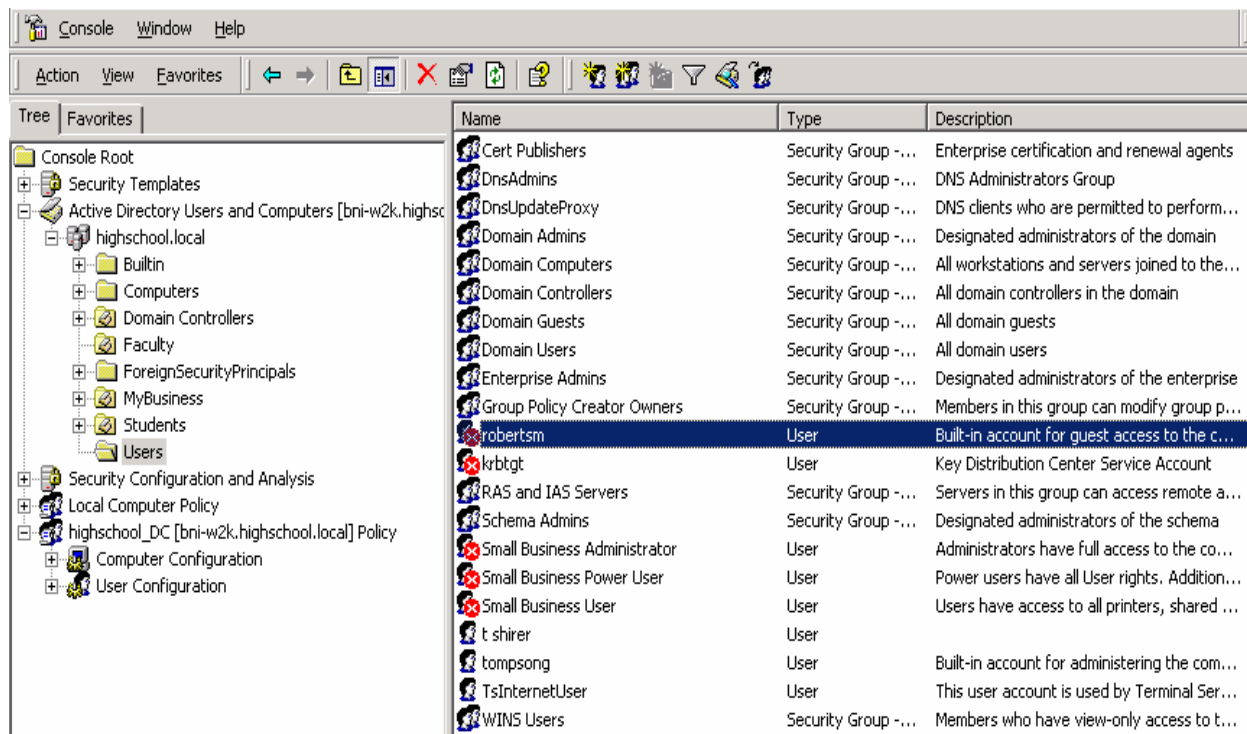 Console Window Help
Action View Favorites
Tree Favorites
Console Root
Security Templates
Active Directory Users and Computers [bni-w2k.highsc
highschool.local
Builtin
Computers
Domain Controllers
Faculty
ForeignSecurityPrincipals
MyBusiness
Students
Users
Security Configuration and Analysis
Local Computer Policy
highschool_DC [bni-w2k.highschool.local] Policy
Computer Configuration
User Configuration
Name Type Description
Cert Publishers Security Group -... Enterprise certification and renewal agents
DnsAdmins Security Group -... DNS Administrators Group
DnsUpdateProxy Security Group -... DNS clients who are permitted to perform...
Domain Admins Security Group -... Designated administrators of the domain
Domain Computers Security Group -... All workstations and servers joined to the...
Domain Controllers Security Group -... All domain controllers in the domain
Domain Guests Security Group -... All domain guests
Domain Users Security Group -... All domain users
Enterprise Admins Security Group -... Designated administrators of the enterprise
Group Policy Creator Owners Security Group -... Members in this group can modify group p...
robertsm User Built-in account for guest access to the c...
krbtgt User Key Distribution Center Service Account
RAS and IAS Servers Security Group -... Servers in this group can access remote a...
Schema Admins Security Group -... Designated administrators of the schema
Small Business Administrator User Administrators have full access to the co...
Small Business Power User User Power users have all User rights. Addition...
Small Business User User Users have access to all printers, shared ...
t shirer User
tompsong User Built-in account for administering the com...
TsInternetUser User This user account is used by Terminal Ser...
WINS Users Security Group -... Members who have view-only access to t...